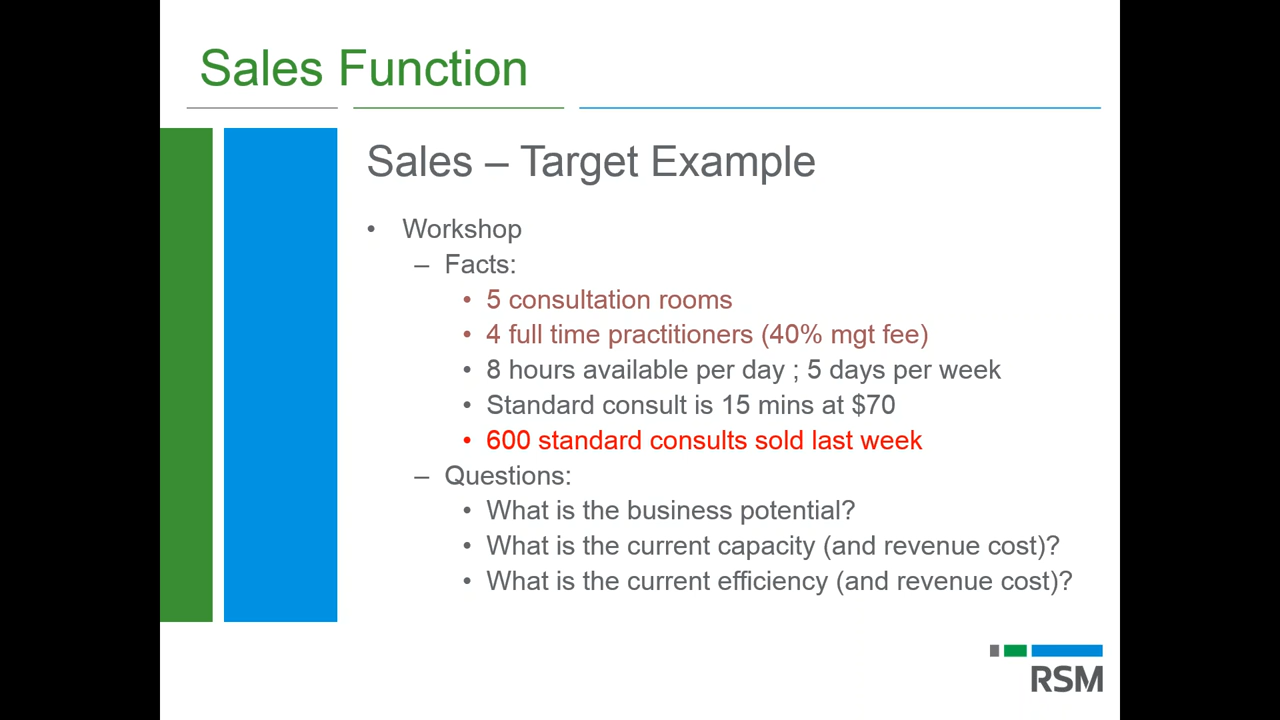 Sales Function
Sales – Target Example
• Workshop
– Facts:
• 5 consultation rooms
• 4 full time practitioners (40% mgt fee)
• 8 hours available per day ; 5 days per week
• Standard consult is 15 mins at $70
• 600 standard consults sold last week
– Questions:
• What is the business potential?
• What is the current capacity (and revenue cost)?
• What is the current efficiency (and revenue cost)?
RSM